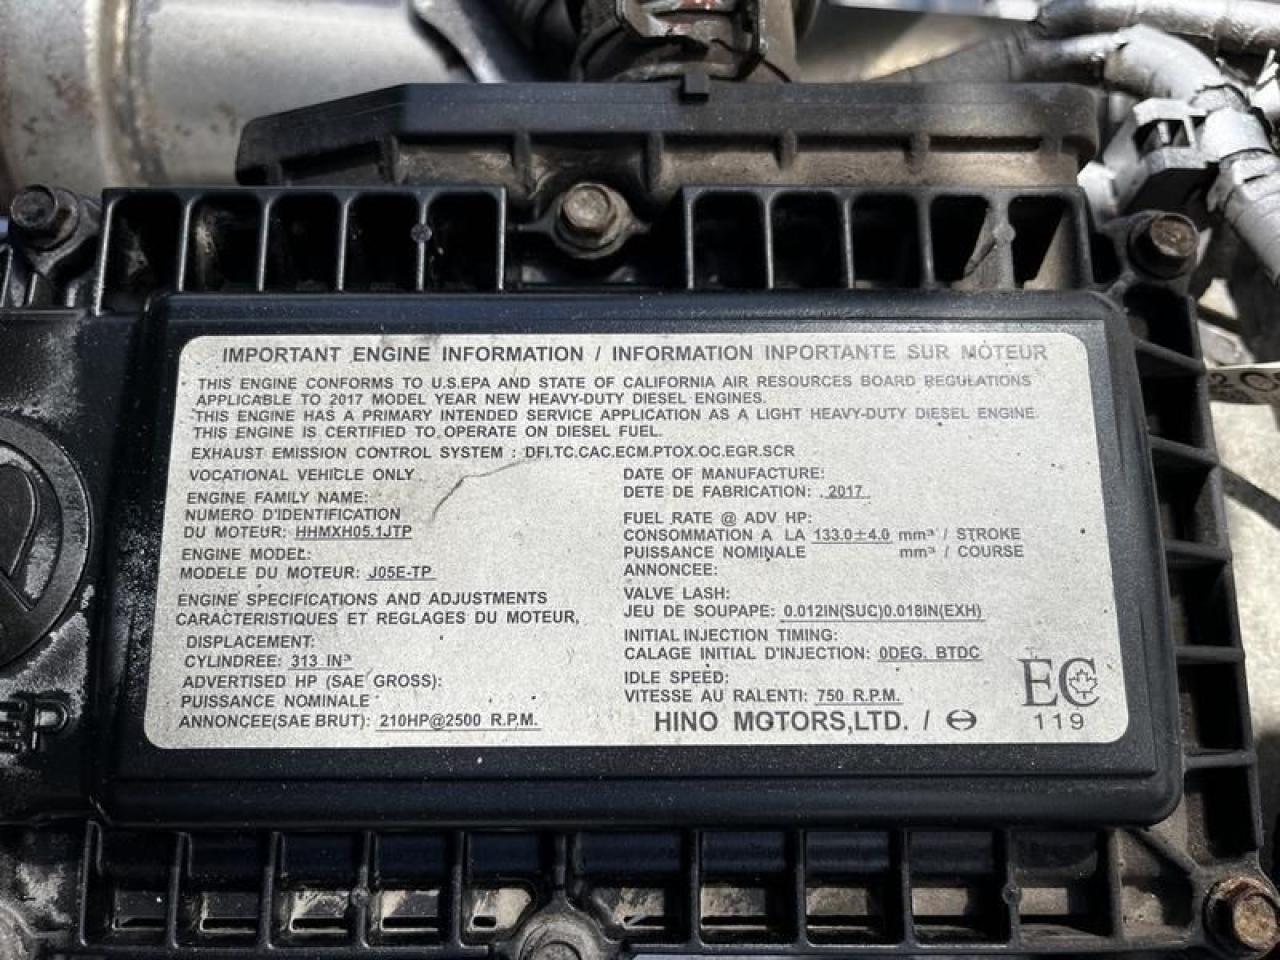 IMPORTANT ENGINE INFORMATION / INFORMATION INPORTANTE SUR MOTEUR
THIS ENGINE CONFORMS TO U.S.EPA AND STATE OF CALIFORNIA AIR RESOURCES BOARD REGULATIONS
APPLICABLE TO 2017 MODEL YEAR NEW HEAVY-DUTY DIESEL ENGINES.
THIS ENGINE HAS A PRIMARY INTENDED SERVICE APPLICATION AS A LIGHT HEAVY-DUTY DIESEL ENGINE.
THIS ENGINE IS CERTIFIED TO OPERATE ON DIESEL FUEL.
EXHAUST EMISSION CONTROL SYSTEM : DFI.TC.CAC.ECM.PTOX.OC.EGR.SCR
VOCATIONAL VEHICLE ONLY
ENGINE FAMILY NAME:
NUMERO D'IDENTIFICATION
DU MOTEUR: HHMXH05.1JTP
ENGINE MODEL:
MODELE DU MOTEUR: J05E-TP
ENGINE SPECIFICATIONS AND ADJUSTMENTS
CARACTERISTIQUES ET REGLAGES DU MOTEUR,
DISPLACEMENT:
CYLINDREE: 313 IN³
ADVERTISED HP (SAE GROSS):
PUISSANCE NOMINALE
ANNONCEE(SAE BRUT): 210HP@2500 R.P.M.
DATE OF MANUFACTURE:
DETE DE FABRICATION: 2017
FUEL RATE @ ADV HP:
CONSOMMATION A LA 133.0±4.0 mm³ / STROKE
PUISSANCE NOMINALE mm³ / COURSE
ANNONCEE:
VALVE LASH:
JEU DE SOUPAPE: 0.012IN(SUC)0.018IN(EXH)
INITIAL INJECTION TIMING:
CALAGE INITIAL D'INJECTION: 0DEG. BTDC
IDLE SPEED:
VITESSE AU RALENTI: 750 R.P.M.
HINO MOTORS,LTD. /
EC
119